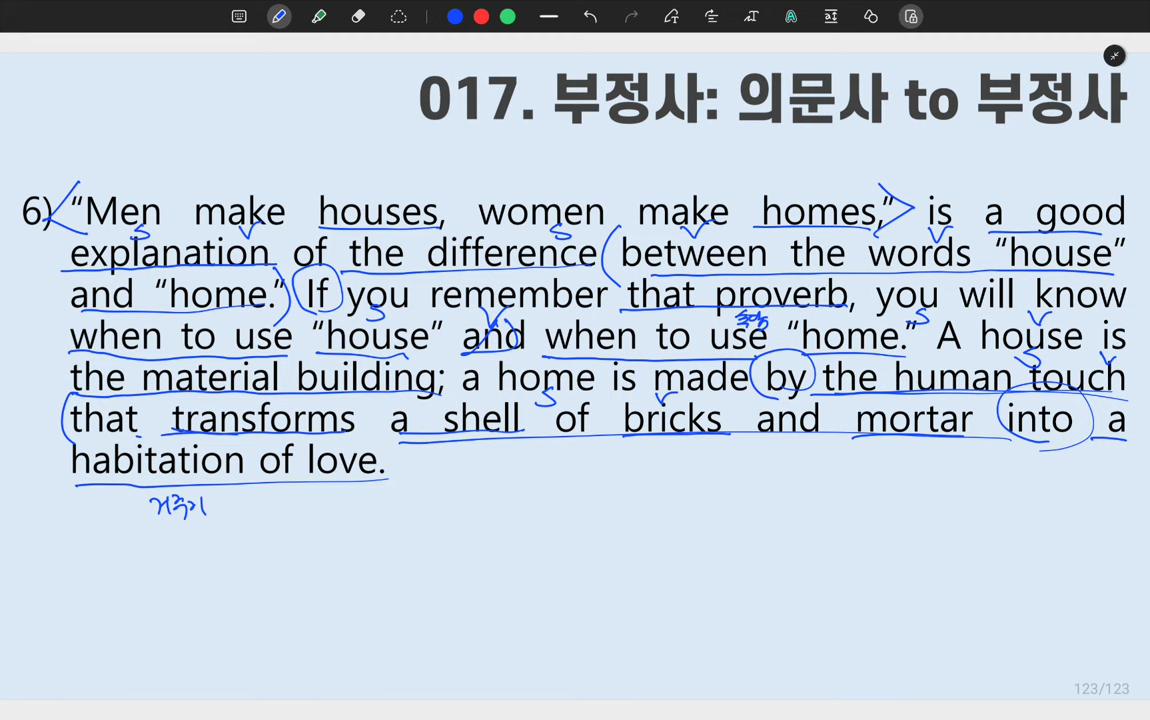 017. 부정사: 의문사 to 부정사
6) “Men make houses, women make homes,” is a good
S V S V V
explanation of the difference between the words “house”
and “home.” If you remember that proverb, you will know
S V 속담 S V
when to use “house” and when to use “home.” A house is
S V
the material building; a home is made by the human touch
S V
that transforms a shell of bricks and mortar into a
habitation of love.
거주지
123/123